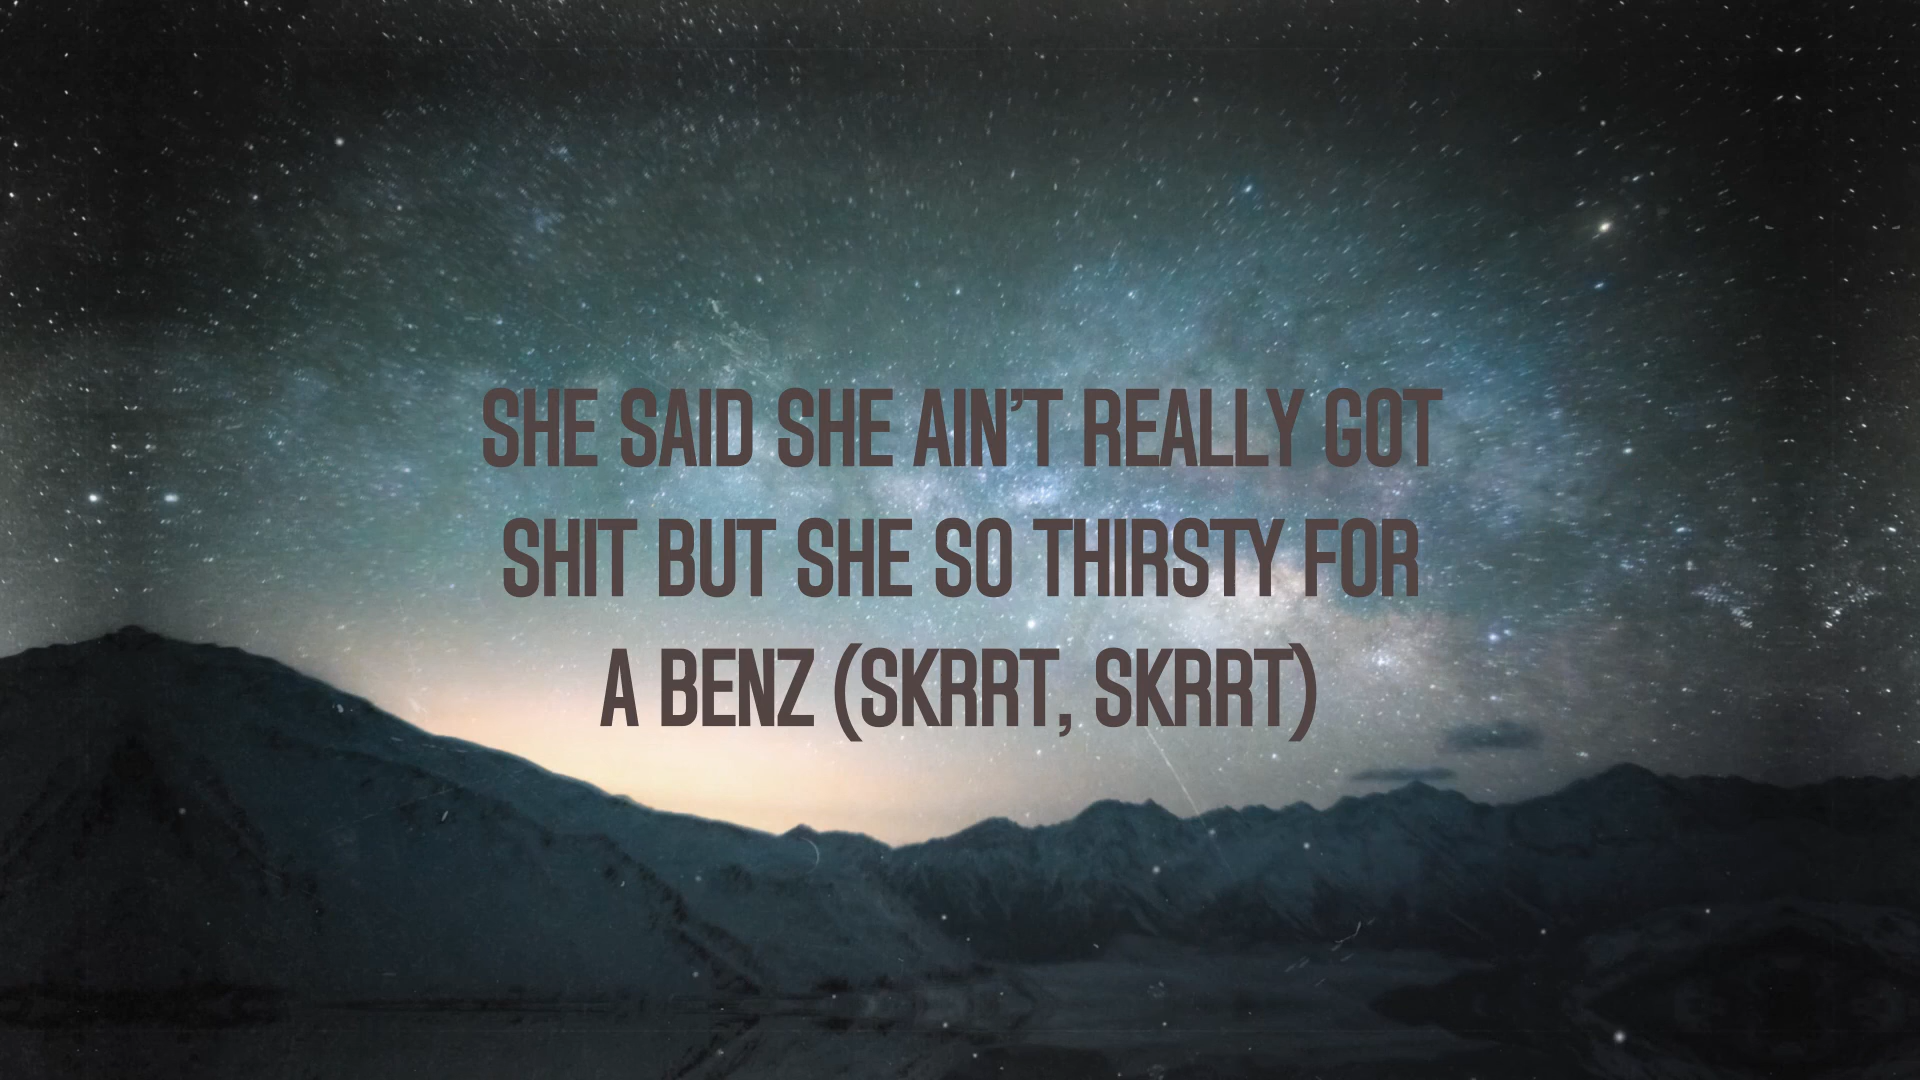 SHE SAID SHE AIN'T REALLY GOT
SHIT BUT SHE SO THIRSTY FOR
A BENZ (SKRRT, SKRRT)